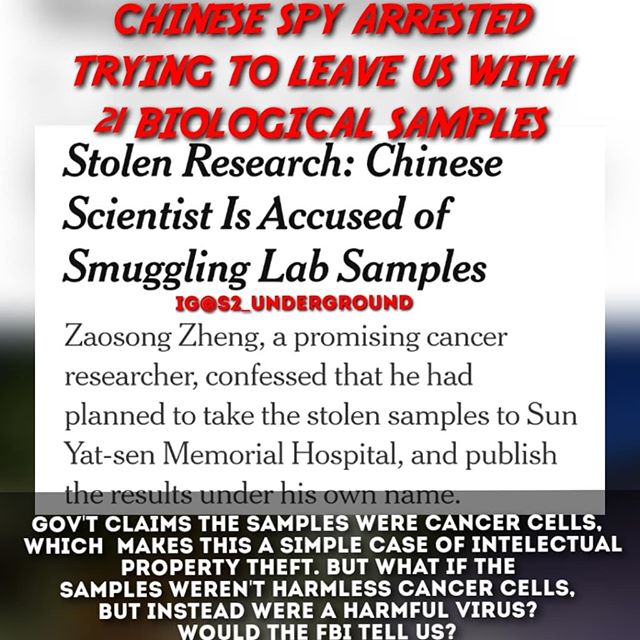 CHINESE SPY ARRESTED
TRYING TO LEAVE US WITH
21 BIOLOGICAL SAMPLES
Stolen Research: Chinese
Scientist Is Accused of
Smuggling Lab Samples
IG@S2_UNDERGROUND
Zaosong Zheng, a promising cancer
researcher, confessed that he had
planned to take the stolen samples to Sun
Yat-sen Memorial Hospital, and publish
the results under his own name.
GOV'T CLAIMS THE SAMPLES WERE CANCER CELLS,
WHICH MAKES THIS A SIMPLE CASE OF INTELECTUAL
PROPERTY THEFT. BUT WHAT IF THE
SAMPLES WEREN'T HARMLESS CANCER CELLS,
BUT INSTEAD WERE A HARMFUL VIRUS?
WOULD THE FBI TELL US?